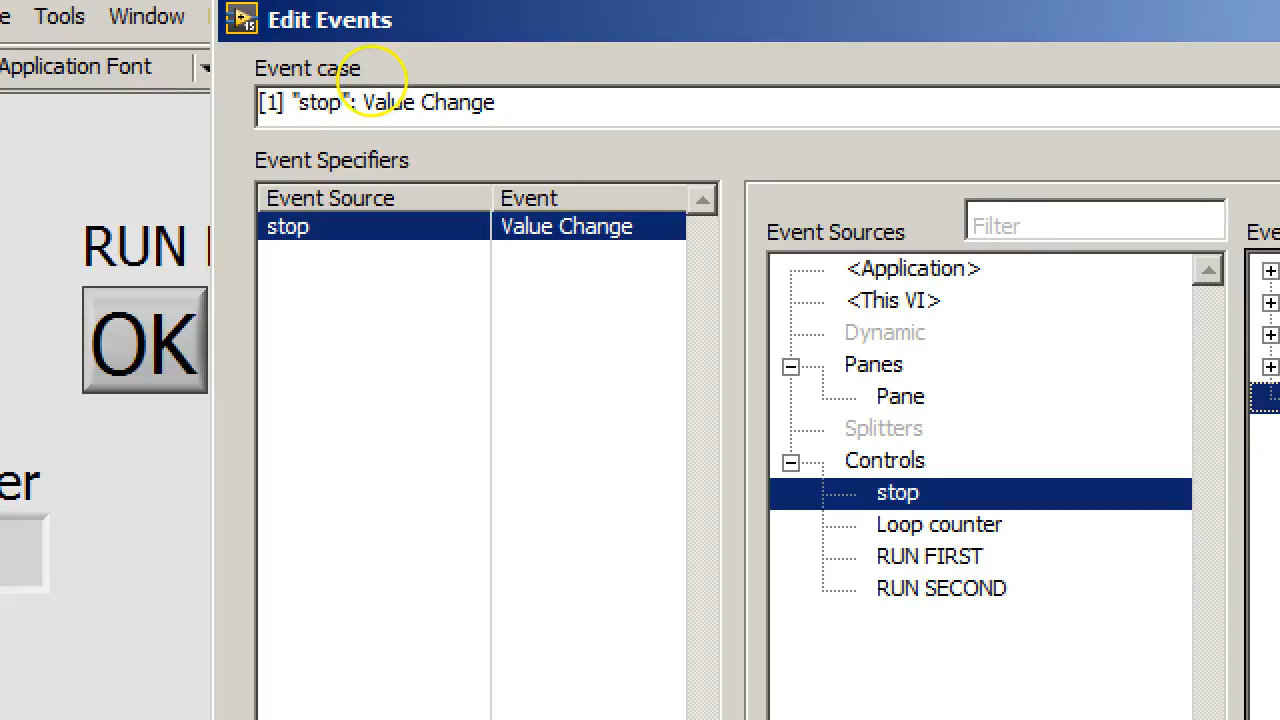 e Tools Window
Application Font
RUN
OK
er
Edit Events
Event case
[1] "stop": Value Change
Event Specifiers
Event Source Event
stop Value Change
Event Sources Filter
<Application>
<This VI>
Dynamic
Panes
Pane
Splitters
Controls
stop
Loop counter
RUN FIRST
RUN SECOND
Eve